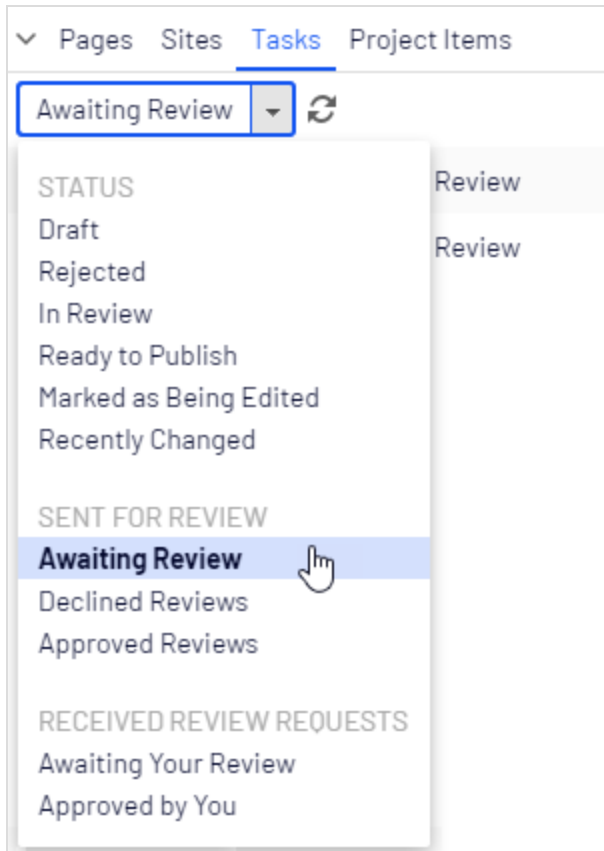 Pages Sites Tasks Project Items
Awaiting Review
STATUS
Review
Draft
Review
Rejected
In Review
Ready to Publish
Marked as Being Edited
Recently Changed
SENT FOR REVIEW
Awaiting Review
Declined Reviews
Approved Reviews
RECEIVED REVIEW REQUESTS
Awaiting Your Review
Approved by You